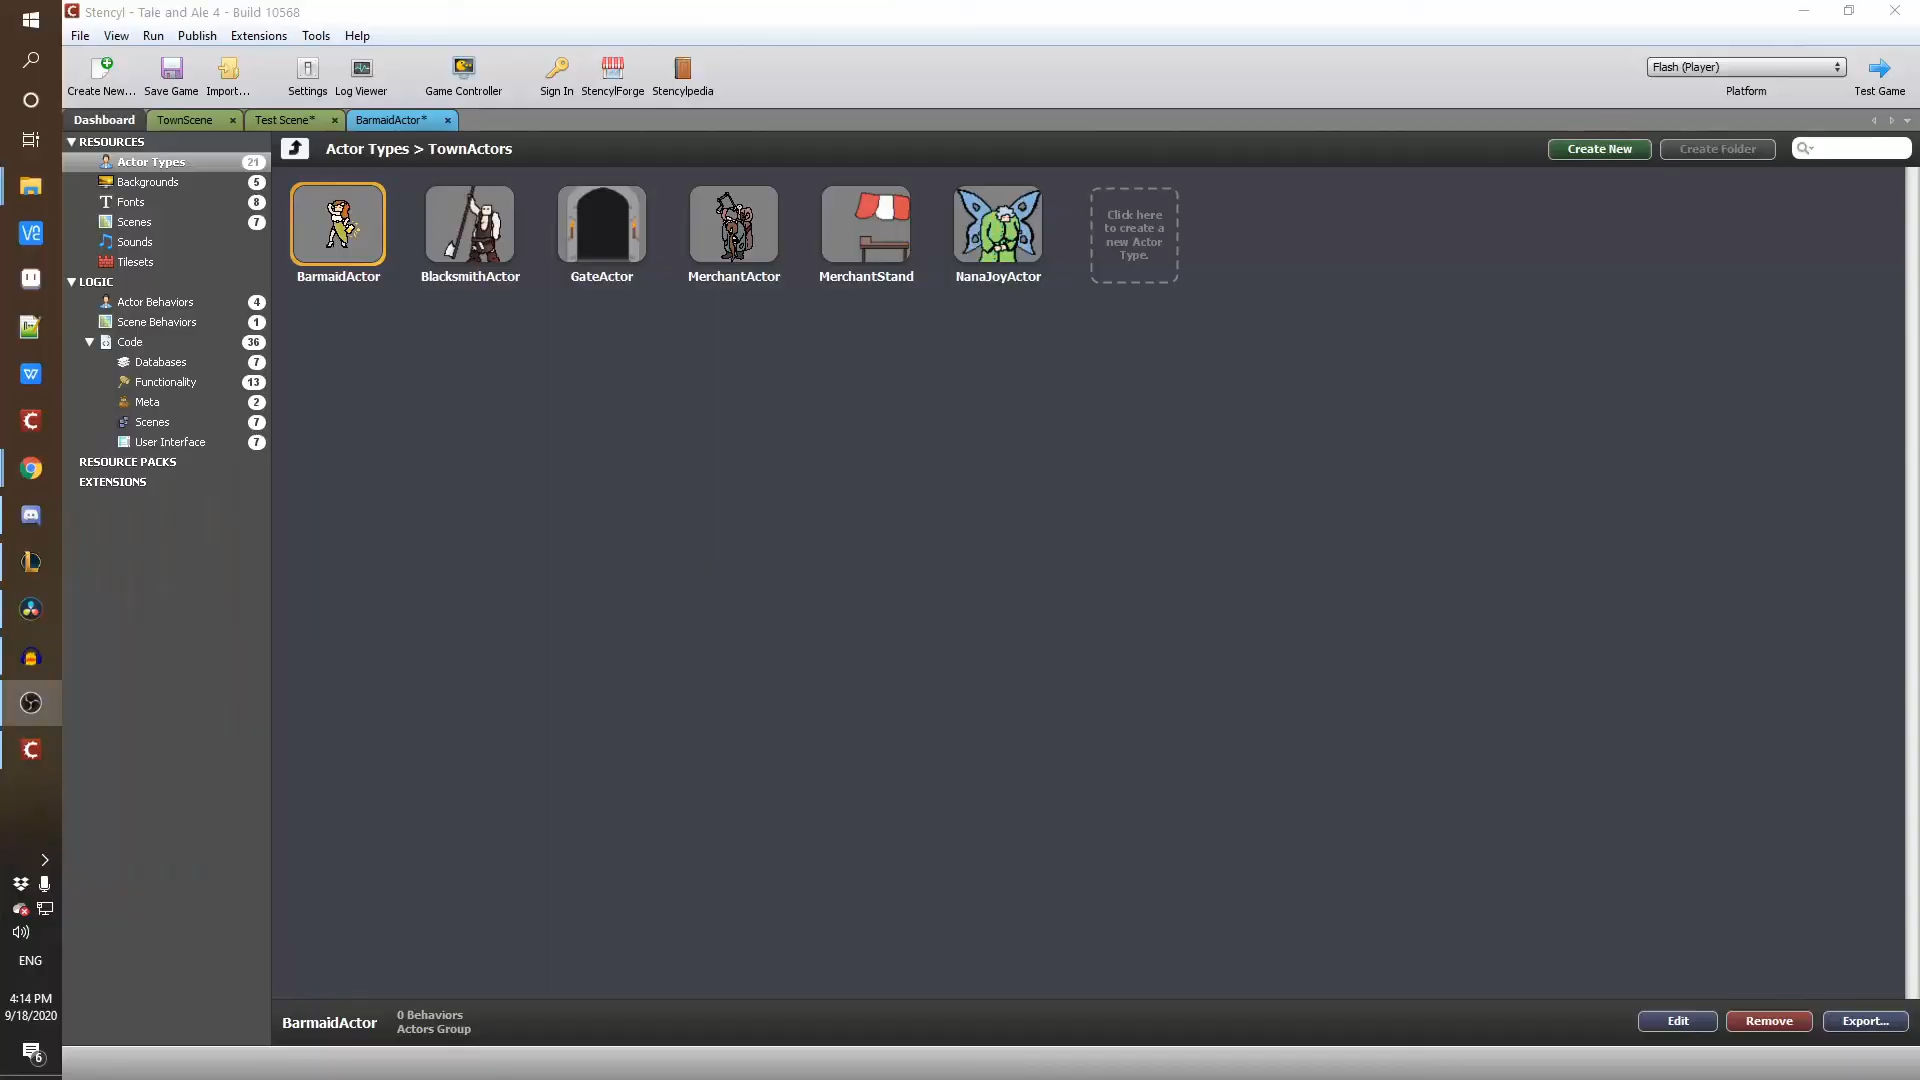 Stencyl - Tale and Ale 4 - Build 10568
File View Run Publish Extensions Tools Help
Create New... Save Game Import... Settings Log Viewer Game Controller Sign In StencylForge Stencylpedia
Flash (Player)
Platform
Test Game
Dashboard TownScene Test Scene* BarmaidActor*
RESOURCES
Actor Types 21
Backgrounds 5
Fonts 8
Scenes 7
Sounds
Tilesets
LOGIC
Actor Behaviors 4
Scene Behaviors 1
Code 36
Databases 7
Functionality 13
Meta 2
Scenes 7
User Interface 7
RESOURCE PACKS
EXTENSIONS
Actor Types > TownActors
Create New Create Folder
BarmaidActor BlacksmithActor GateActor MerchantActor MerchantStand NanaJoyActor
Click here
to create a
new Actor
Type.
BarmaidActor
0 Behaviors
Actors Group
Edit Remove Export...
ENG
4:14 PM
9/18/2020
6